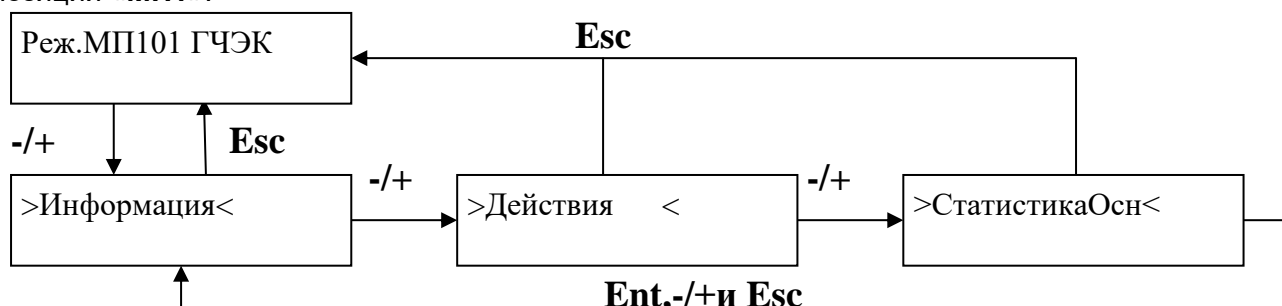 Реж.МП101 ГЧЭК
Esc
-/+
Esc
>Информация<
-/+
>Действия <
-/+
>СтатистикаОсн<
Ent,-/+и Esc